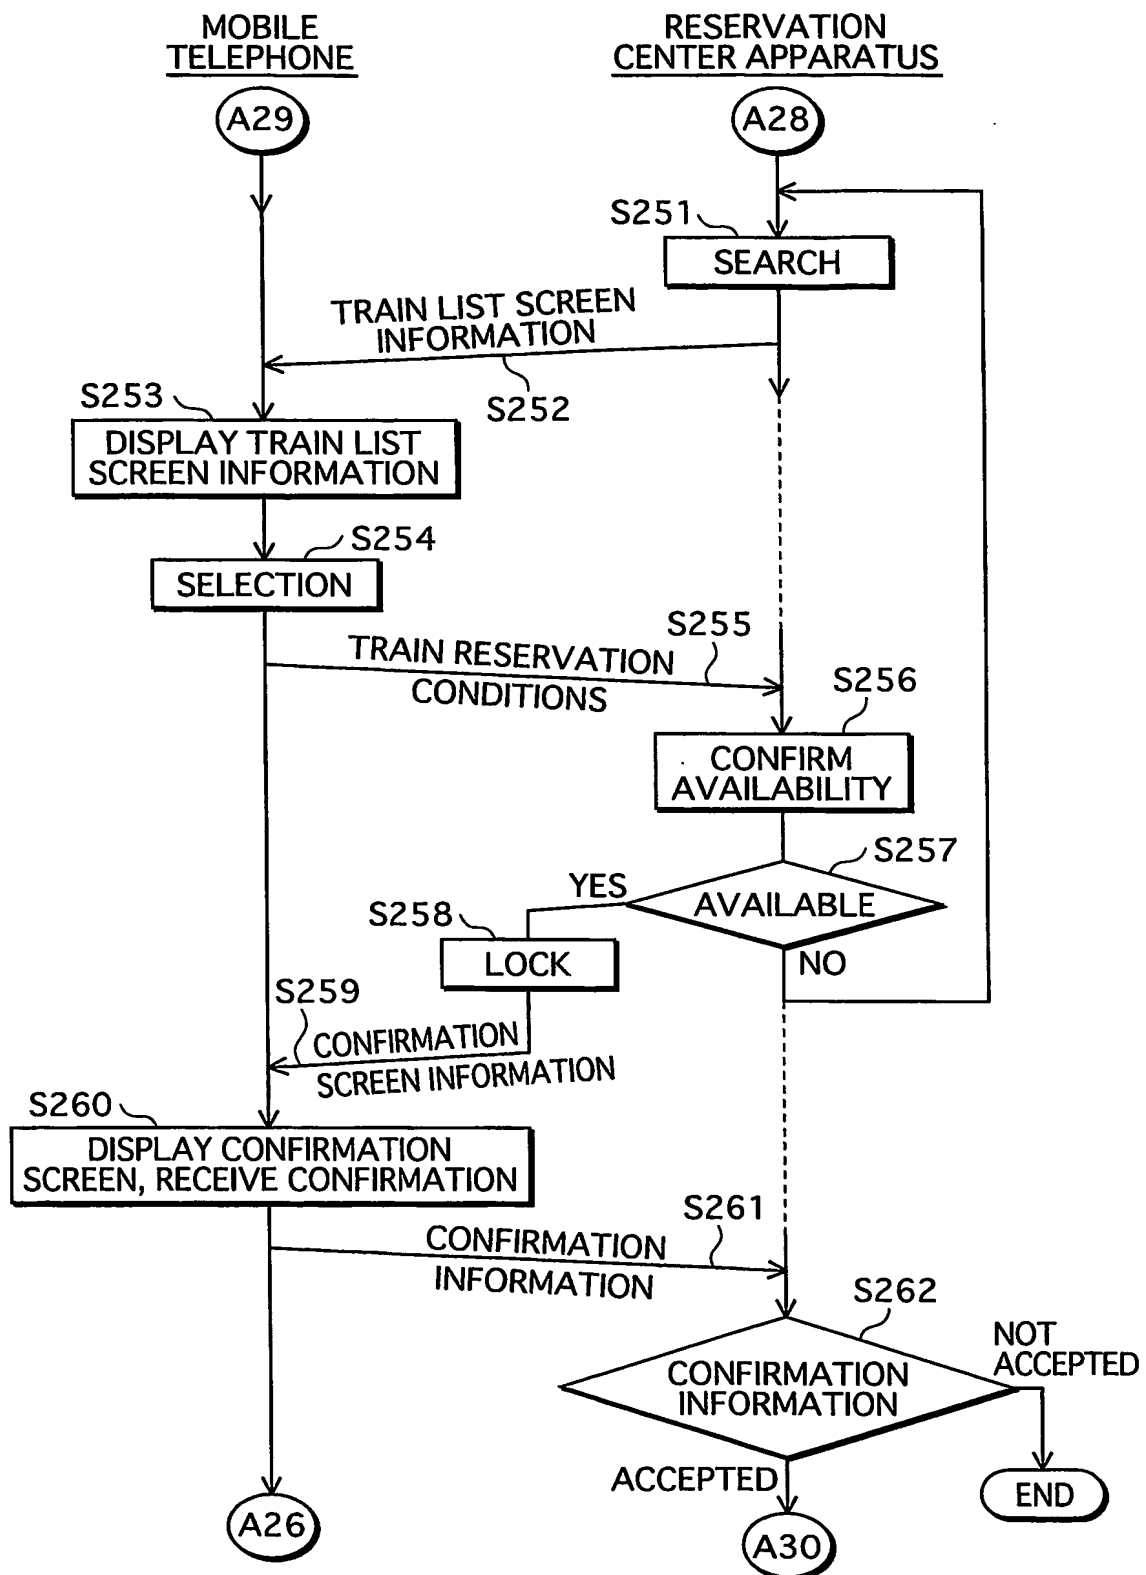 MOBILE
TELEPHONE
RESERVATION
CENTER APPARATUS
A29
A28
S251
SEARCH
TRAIN LIST SCREEN
INFORMATION
S252
S253
DISPLAY TRAIN LIST
SCREEN INFORMATION
S254
SELECTION
S255
TRAIN RESERVATION
CONDITIONS
S256
CONFIRM
AVAILABILITY
S257
AVAILABLE
YES
NO
S258
LOCK
S259
CONFIRMATION
SCREEN INFORMATION
S260
DISPLAY CONFIRMATION
SCREEN, RECEIVE CONFIRMATION
S261
CONFIRMATION
INFORMATION
S262
CONFIRMATION
INFORMATION
NOT
ACCEPTED
ACCEPTED
END
A26
A30